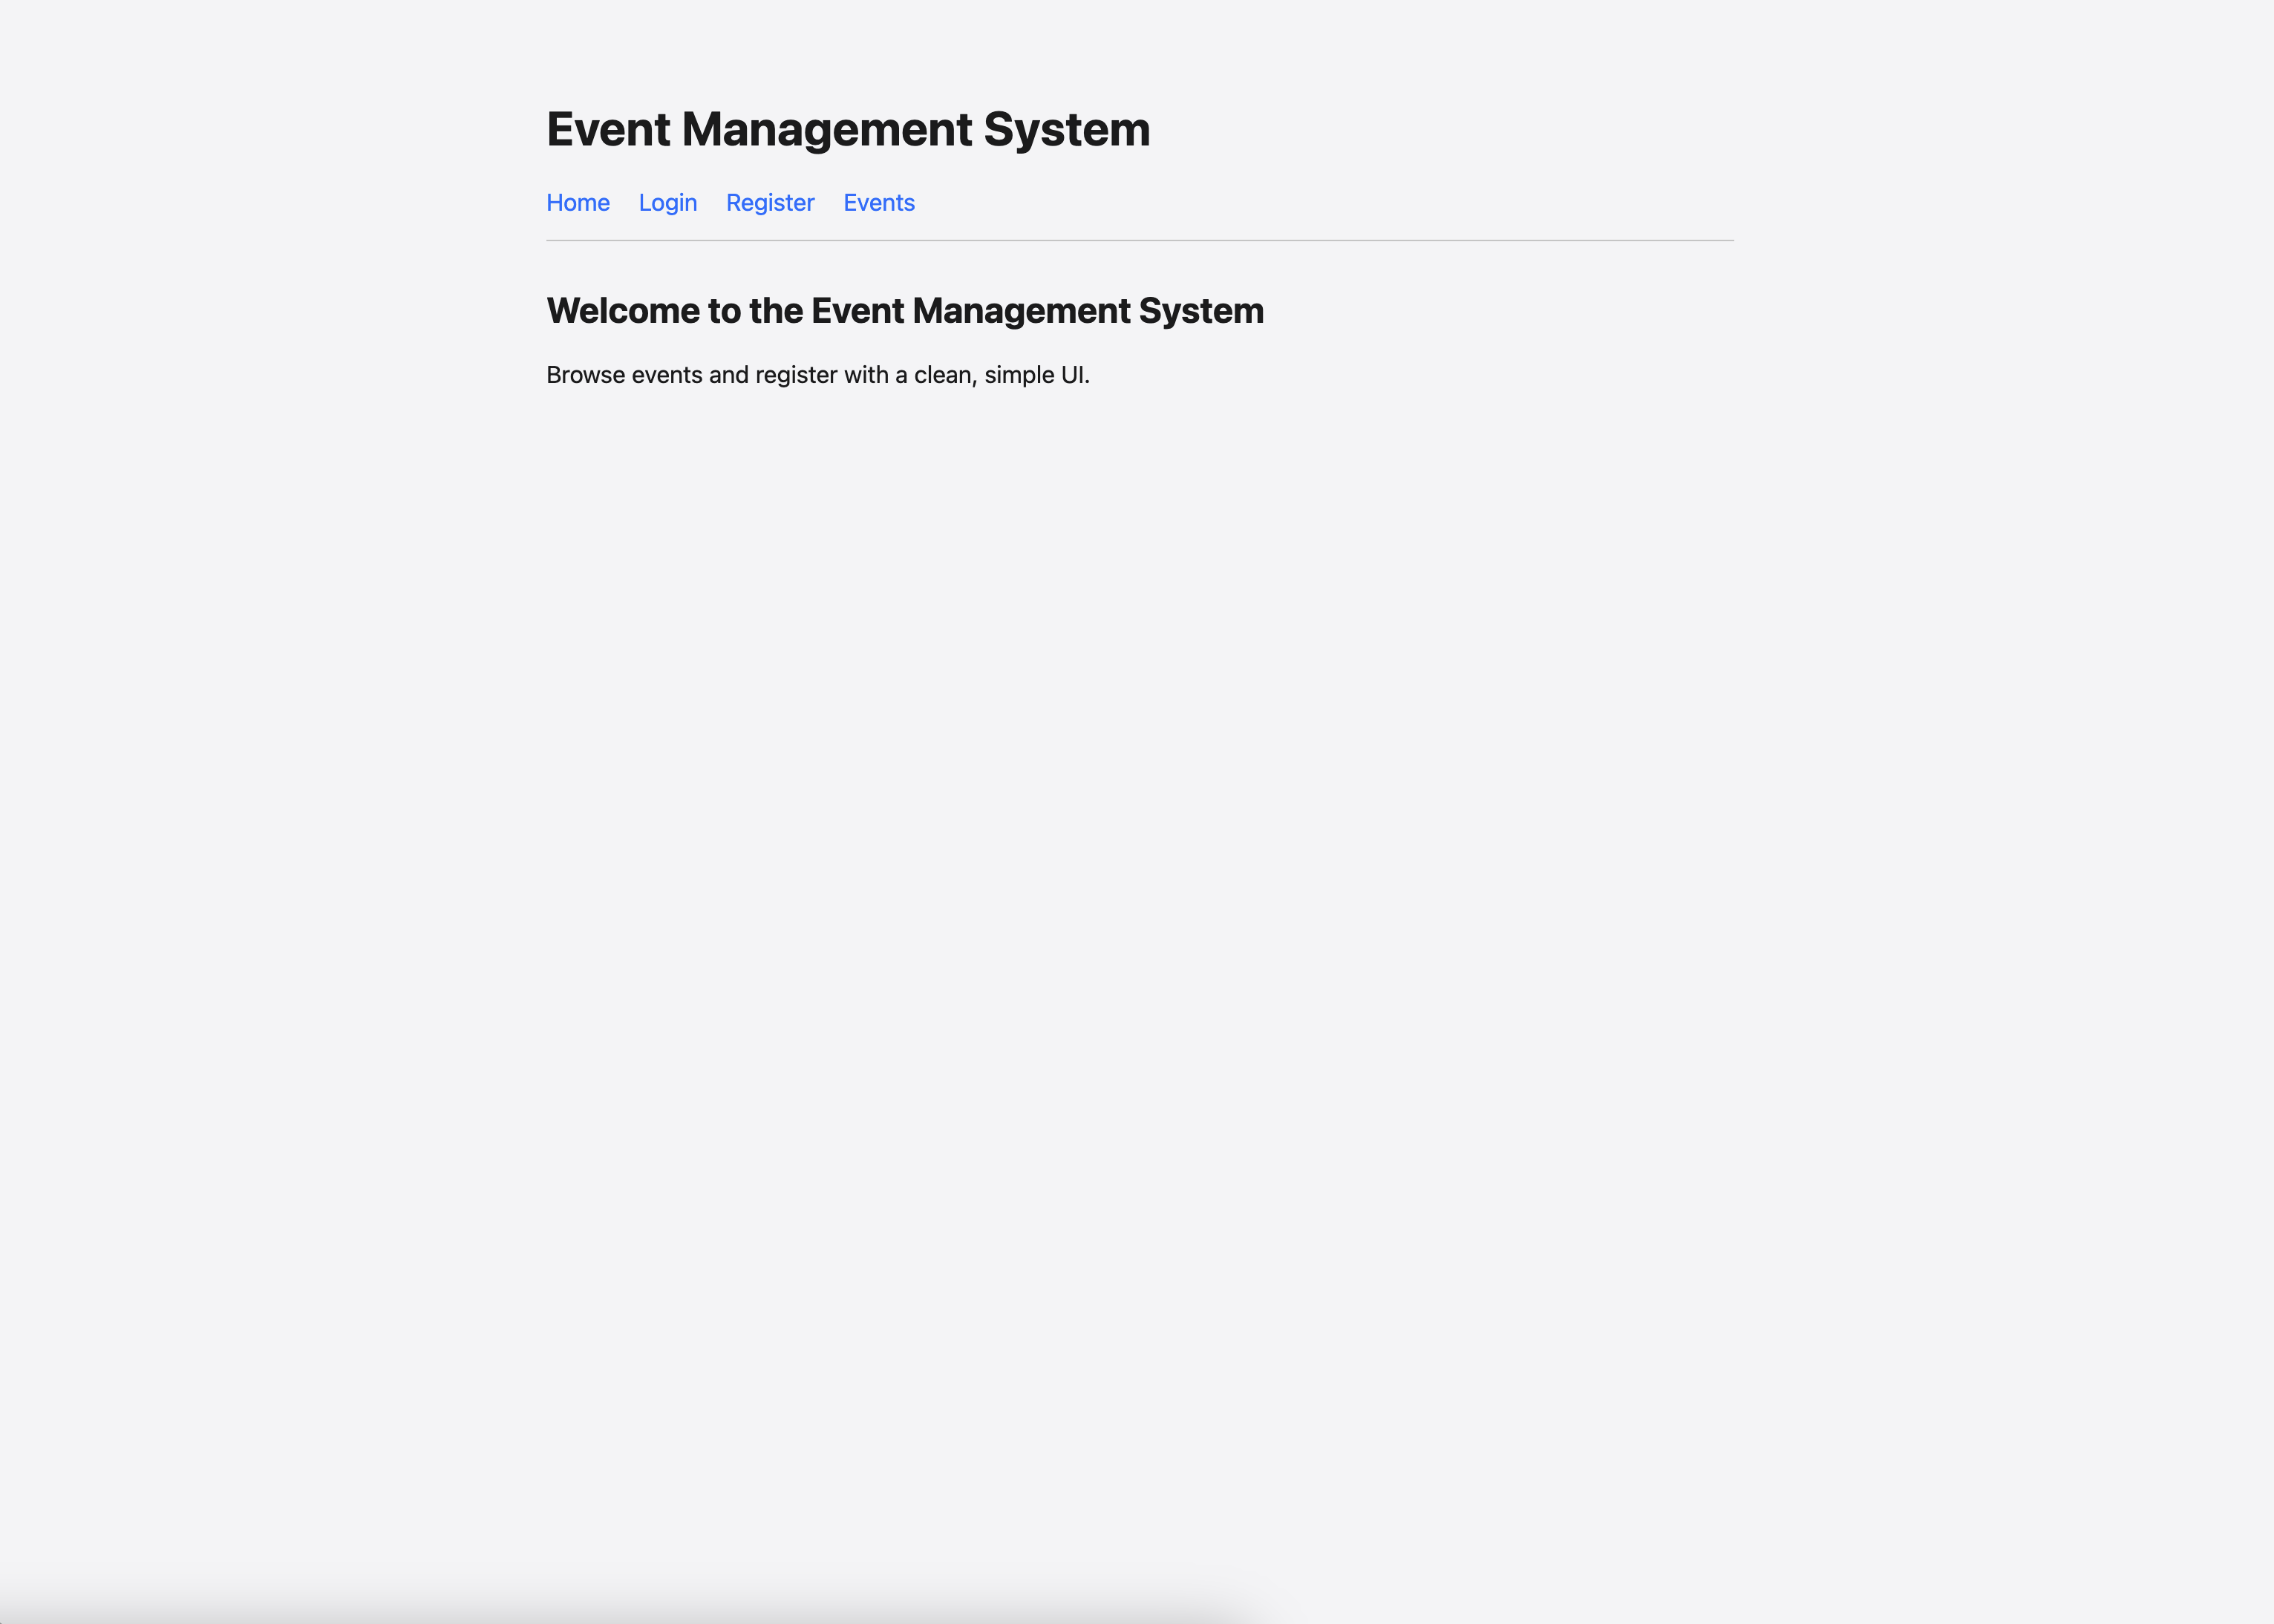 Event Management System
Home Login Register Events
Welcome to the Event Management System
Browse events and register with a clean, simple UI.